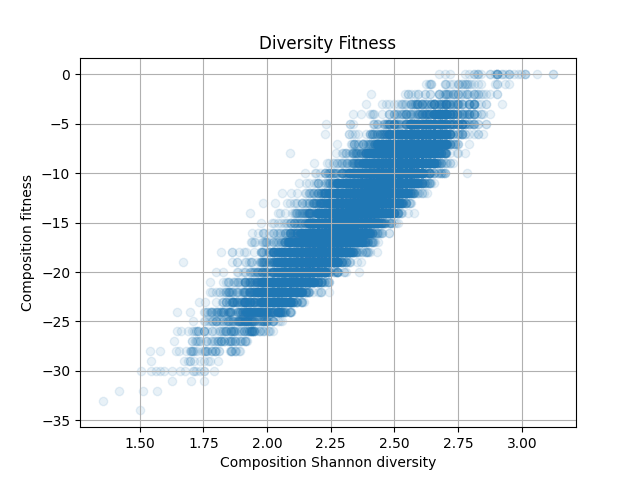 Diversity Fitness
Composition fitness
0
−5
−10
−15
−20
−25
−30
−35
1.50 1.75 2.00 2.25 2.50 2.75 3.00
Composition Shannon diversity